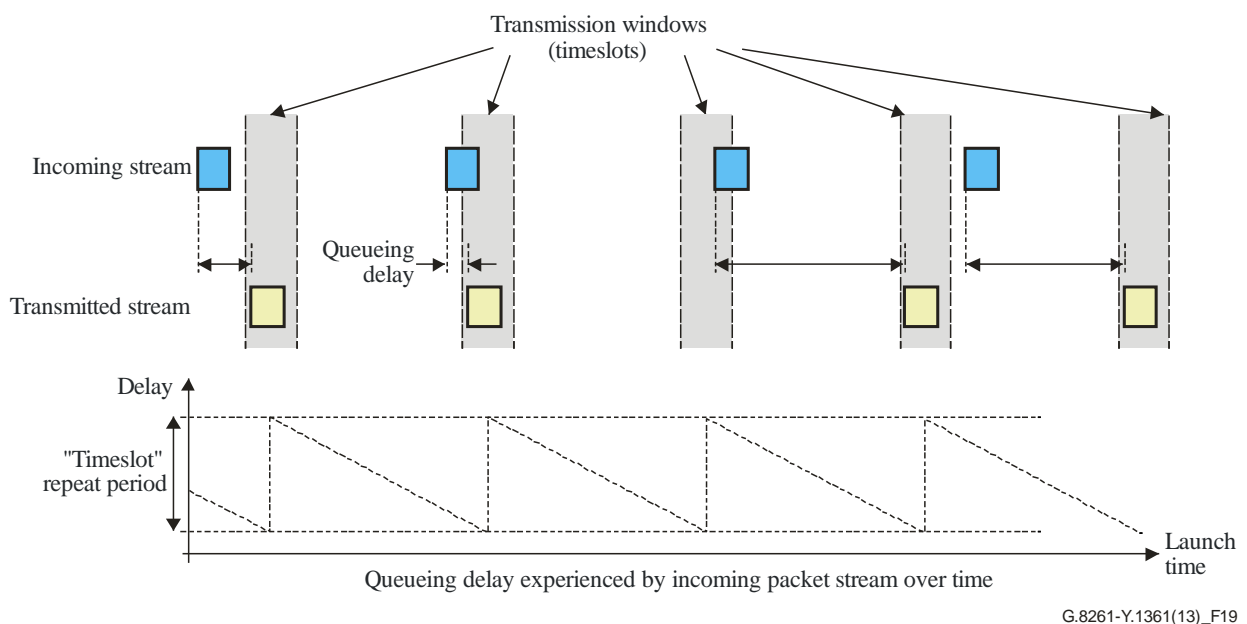 Transmission windows
(timeslots)
Incoming stream
Queueing
delay
Transmitted stream
Delay
"Timeslot"
repeat period
Launch
time
Queueing delay experienced by incoming packet stream over time
G.8261-Y.1361(13)_F19